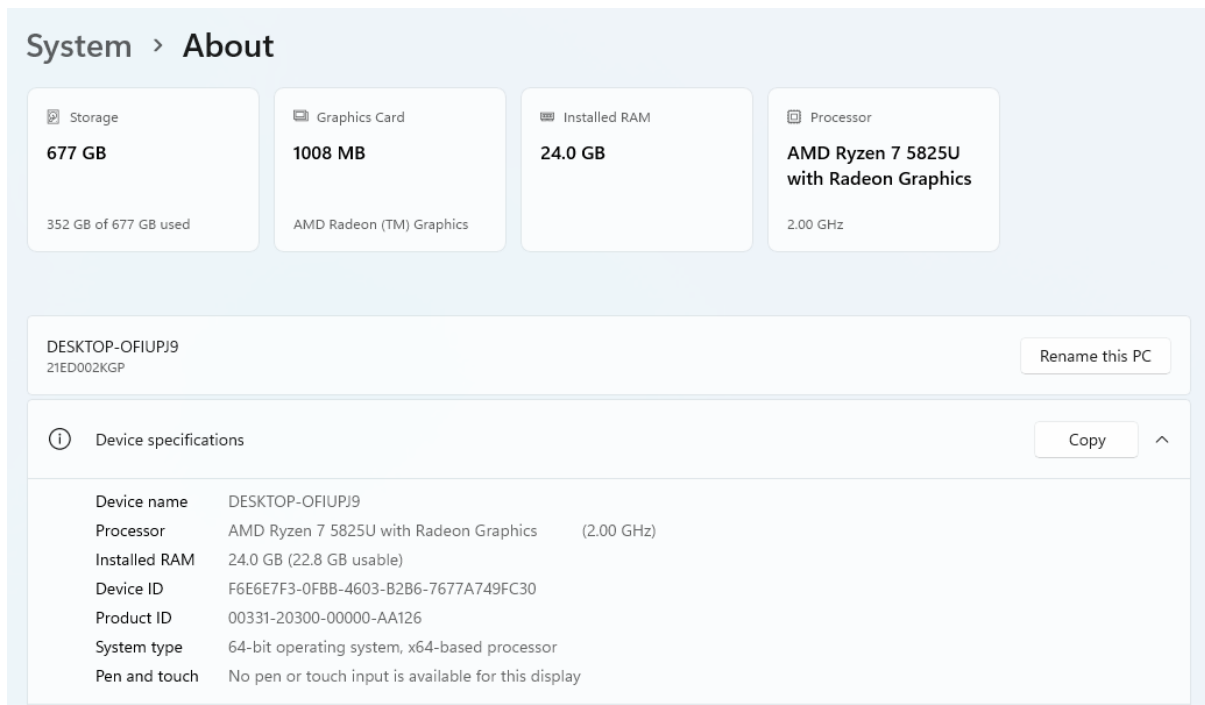 System > About
Storage
677 GB
352 GB of 677 GB used
Graphics Card
1008 MB
AMD Radeon (TM) Graphics
Installed RAM
24.0 GB
Processor
AMD Ryzen 7 5825U
with Radeon Graphics
2.00 GHz
DESKTOP-OFIUPJ9
21ED002KGP
Rename this PC
Device specifications
Copy
Device name DESKTOP-OFIUPJ9
Processor AMD Ryzen 7 5825U with Radeon Graphics (2.00 GHz)
Installed RAM 24.0 GB (22.8 GB usable)
Device ID F6E6E7F3-0FBB-4603-B2B6-7677A749FC30
Product ID 00331-20300-00000-AA126
System type 64-bit operating system, x64-based processor
Pen and touch No pen or touch input is available for this display